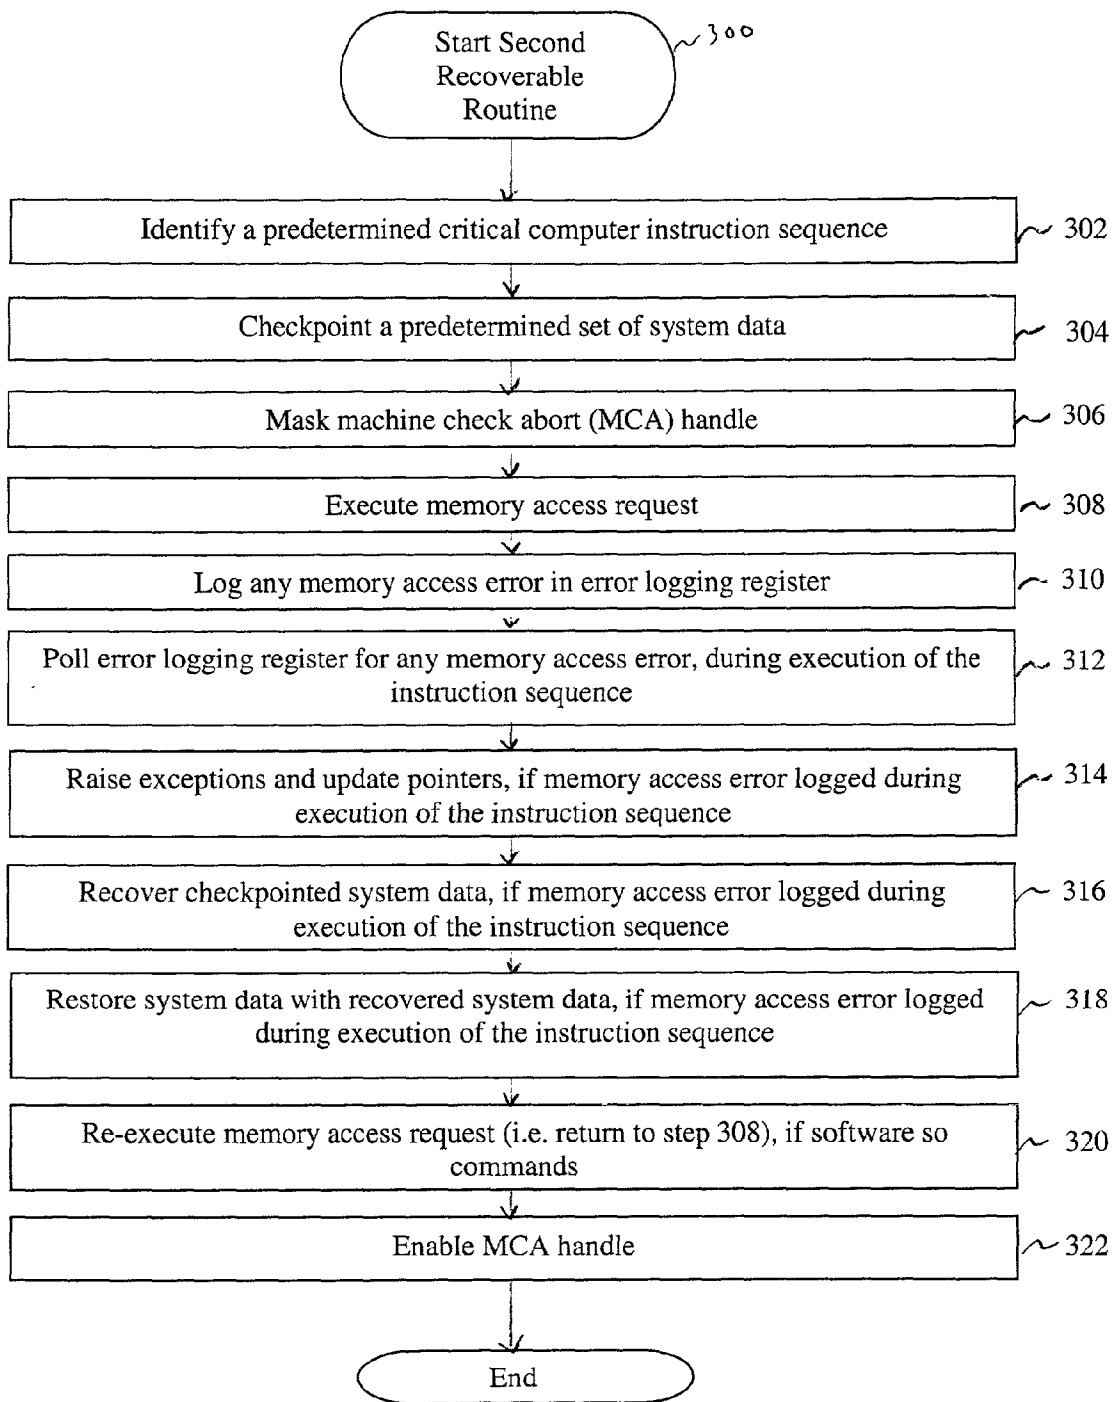 Start Second
Recoverable
Routine
300
Identify a predetermined critical computer instruction sequence
302
Checkpoint a predetermined set of system data
304
Mask machine check abort (MCA) handle
306
Execute memory access request
308
Log any memory access error in error logging register
310
Poll error logging register for any memory access error, during execution of the
instruction sequence
312
Raise exceptions and update pointers, if memory access error logged during
execution of the instruction sequence
314
Recover checkpointed system data, if memory access error logged during
execution of the instruction sequence
316
Restore system data with recovered system data, if memory access error logged
during execution of the instruction sequence
318
Re-execute memory access request (i.e. return to step 308), if software so
commands
320
Enable MCA handle
322
End